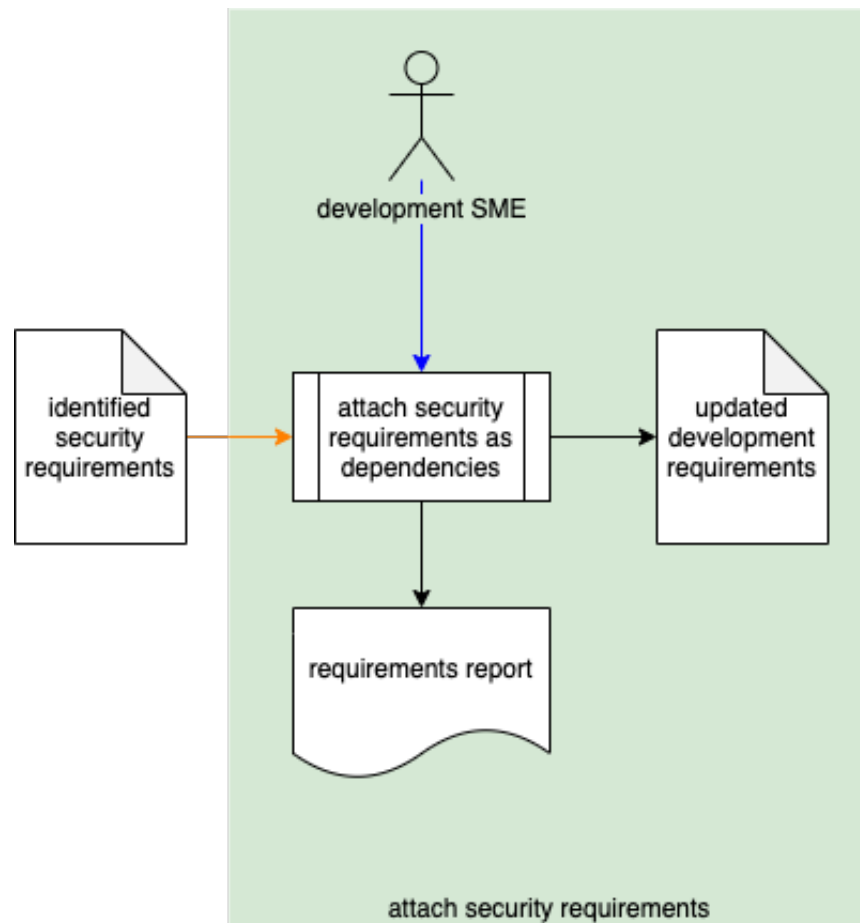 development SME
identified
security
requirements
attach security
requirements as
dependencies
updated
development
requirements
requirements report
attach security requirements